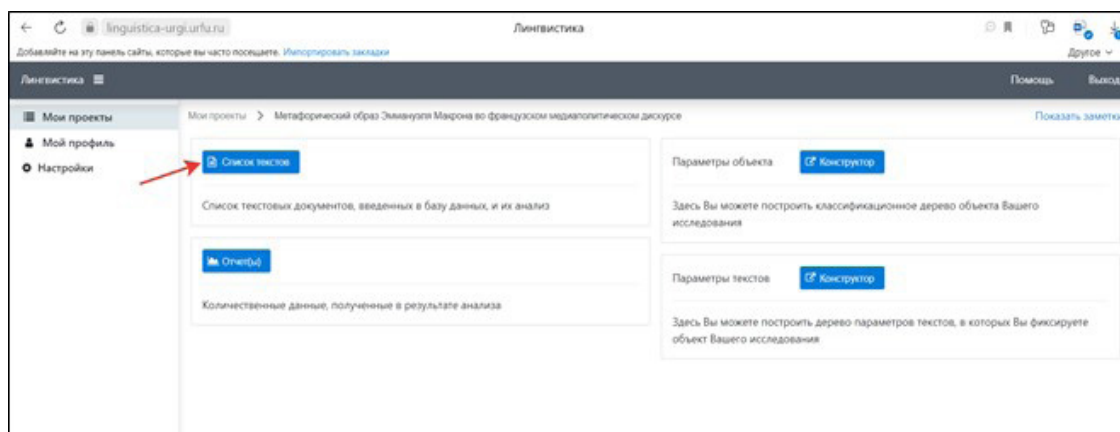 linguistica-urgi.urfu.ru
Лингвистика
Добавляйте на эту панель сайты, которые вы часто посещаете. Импортировать закладки
Другое
Лингвистика
Помощь
Выход
Мои проекты
Мой профиль
Настройки
Мои проекты > Метафорический образ Эммануэля Макрона во французском медиаполитическом дискурсе
Показать заметки
Список текстов
Список текстовых документов, введенных в базу данных, и их анализ
Отчет(ы)
Количественные данные, полученные в результате анализа
Параметры объекта
Конструктор
Здесь Вы можете построить классификационное дерево объекта Вашего
исследования
Параметры текстов
Конструктор
Здесь Вы можете построить дерево параметров текстов, в которых Вы фиксируете
объект Вашего исследования